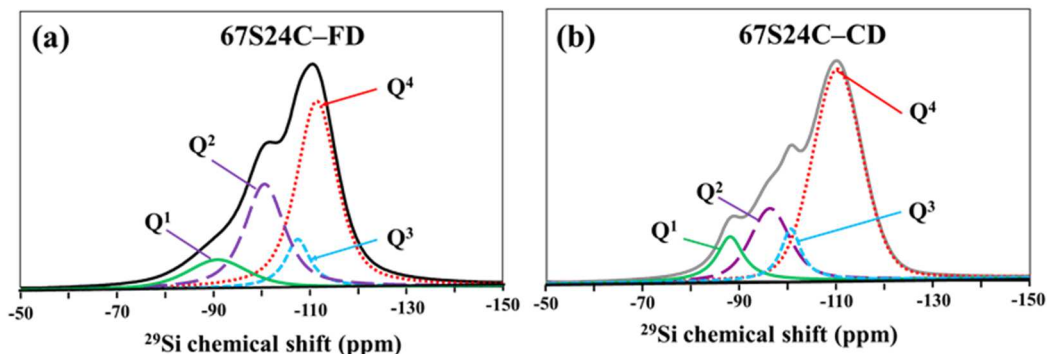 (a)
67S24C–FD
Q⁴
Q²
Q¹
Q³
-50 -70 -90 -110 -130 -150
²⁹Si chemical shift (ppm)
(b)
67S24C–CD
Q⁴
Q²
Q¹
Q³
-50 -70 -90 -110 -130 -150
²⁹Si chemical shift (ppm)